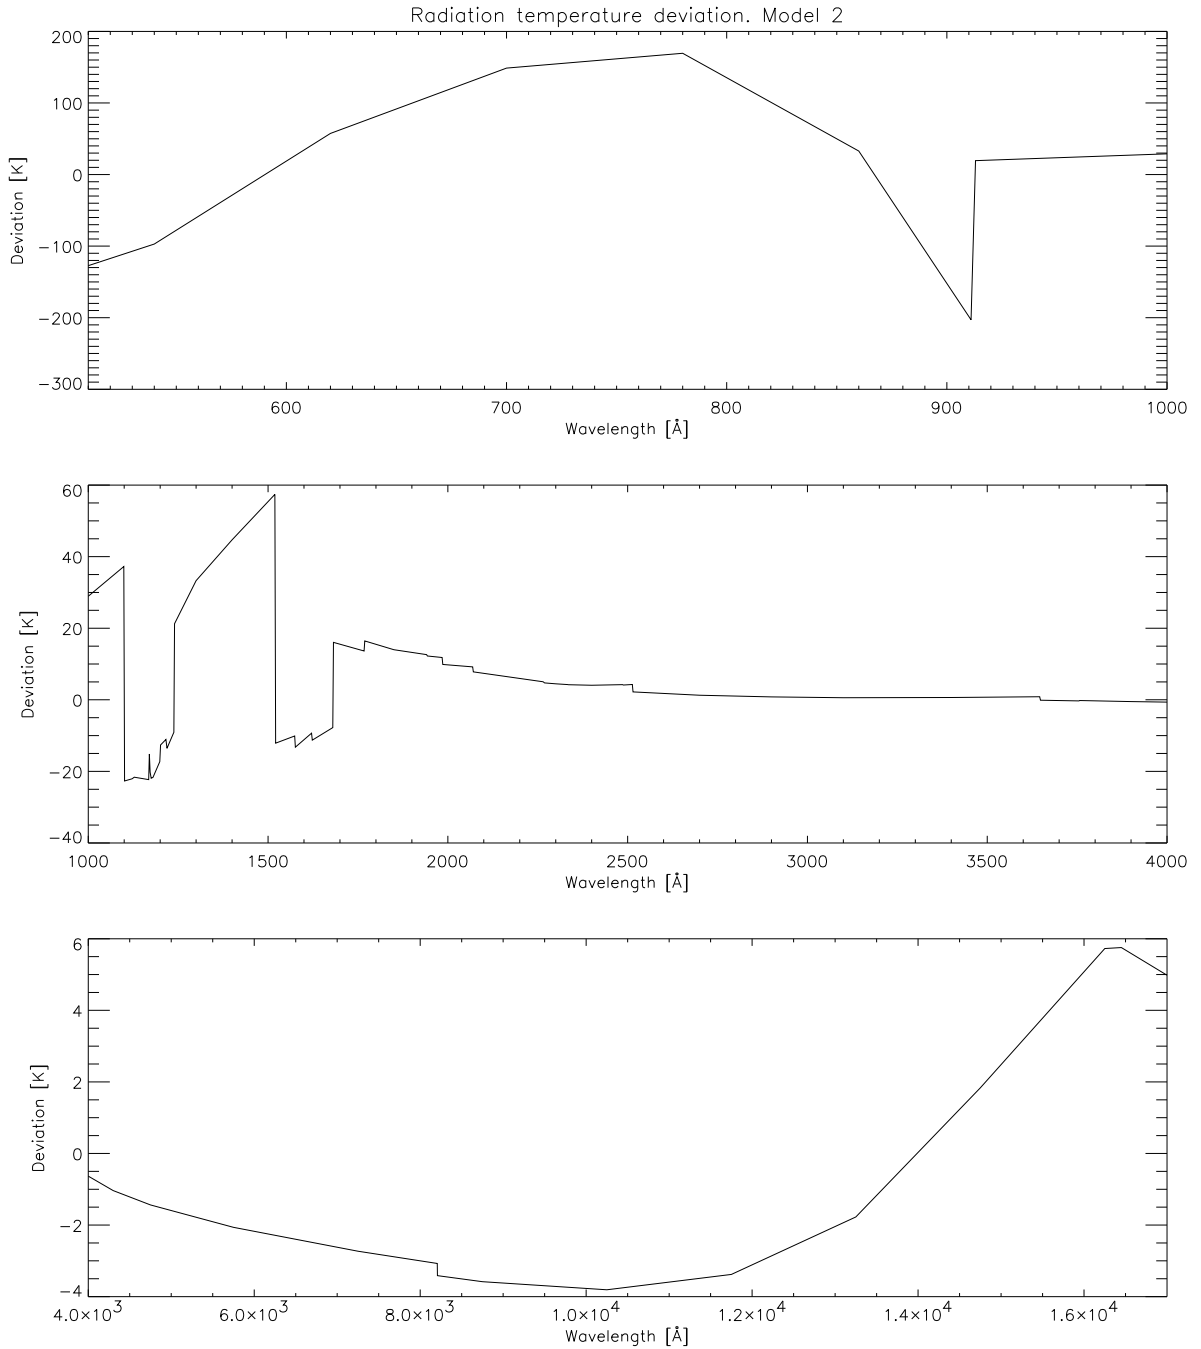 Radiation temperature deviation. Model 2
200
100
0
−100
−200
−300
Deviation [K]
600 700 800 900 1000
Wavelength [Å]
60
40
20
0
−20
−40
Deviation [K]
1000 1500 2000 2500 3000 3500 4000
Wavelength [Å]
6
4
2
0
−2
−4
Deviation [K]
4.0×10³ 6.0×10³ 8.0×10³ 1.0×10⁴ 1.2×10⁴ 1.4×10⁴ 1.6×10⁴
Wavelength [Å]